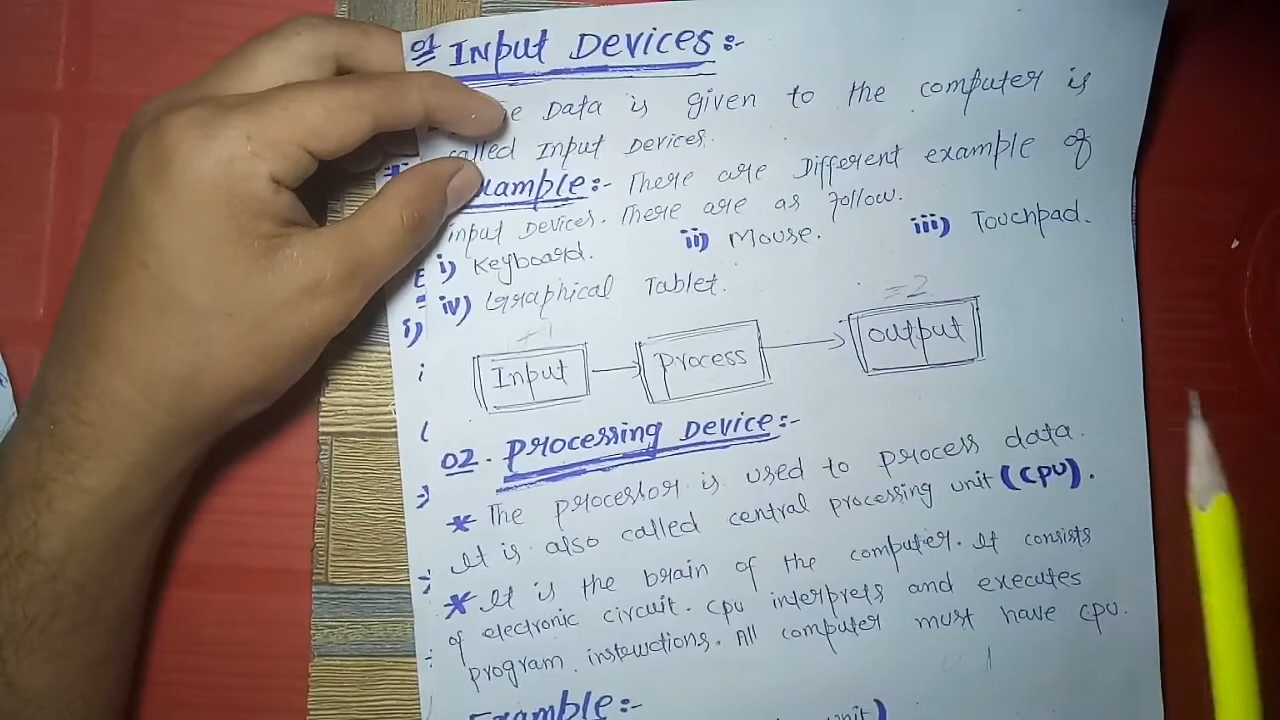 01 Input Devices:-
Data is given to the computer is
called Input Devices.
Example:- There are Different example of
input Devices. There are as follow.
i) Keyboard. ii) Mouse. iii) Touchpad.
iv) Graphical Tablet.
+1 =2
Input Process Output
02. Processing Device:-
* The processor is used to process data.
It is also called central processing unit (CPU).
* It is the brain of the computer. It consists
of electronic circuit. Cpu interprets and executes
program instructions. All computer must have cpu.
Example:-
unit)